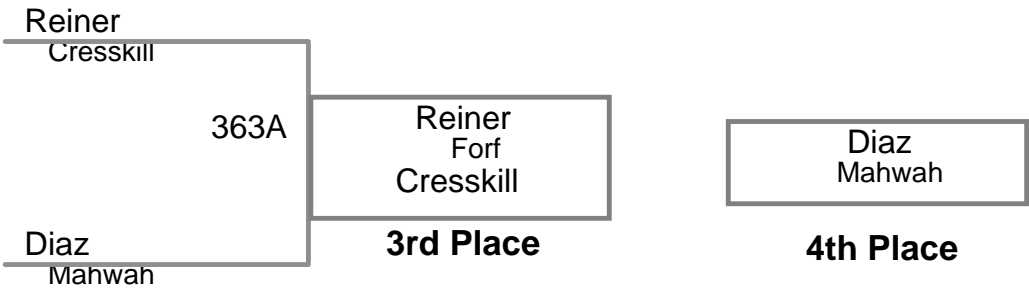 Reiner
Cresskill
363A
Reiner
Forf
Cresskill
3rd Place
Diaz
Mahwah
4th Place
Diaz
Mahwah